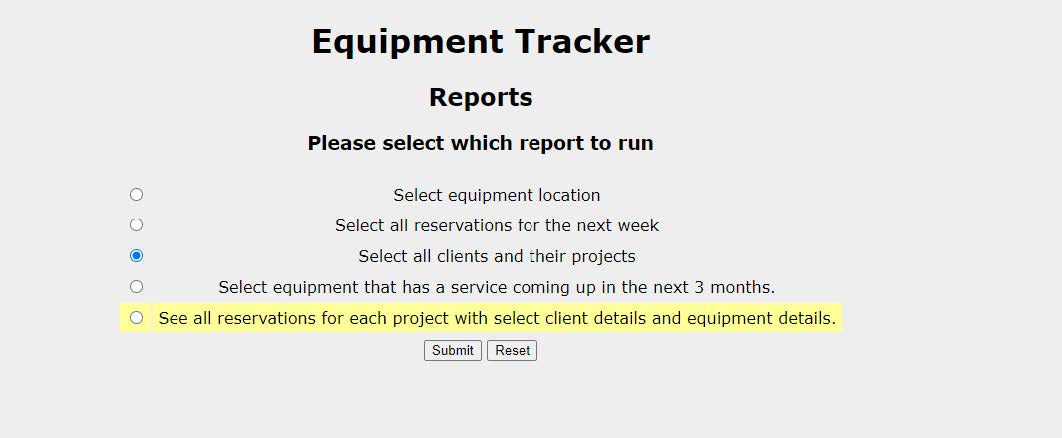 Equipment Tracker
Reports
Please select which report to run
Select equipment location
Select all reservations for the next week
Select all clients and their projects
Select equipment that has a service coming up in the next 3 months.
See all reservations for each project with select client details and equipment details.
Submit Reset